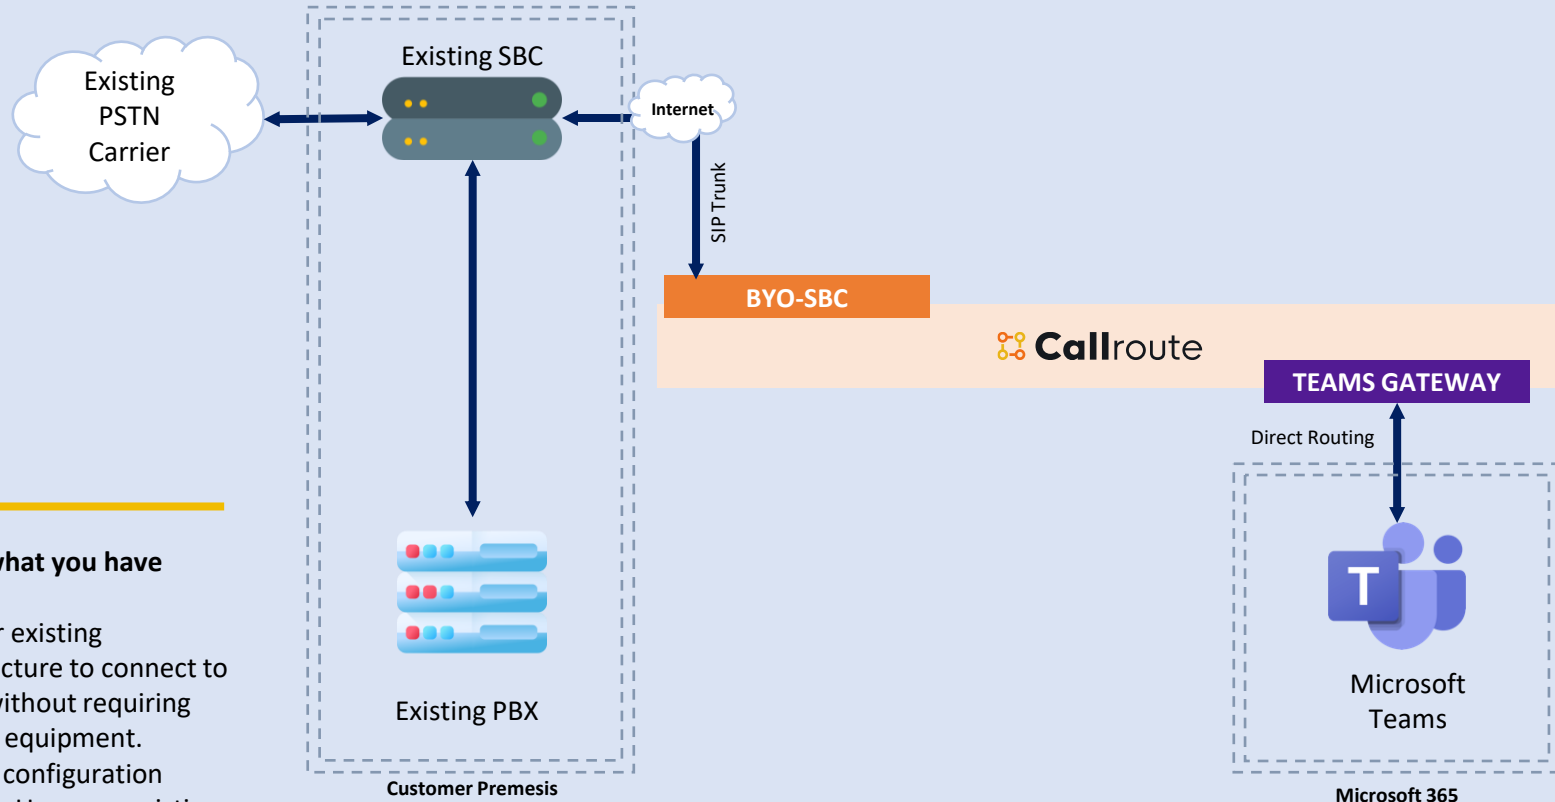 Existing
PSTN
Carrier
Existing SBC
Internet
SIP Trunk
BYO-SBC
Callroute
TEAMS GATEWAY
Direct Routing
T
Microsoft
Teams
Microsoft 365
Existing PBX
Customer Premesis
what you have
existing
cture to connect to
without requiring
equipment.
configuration